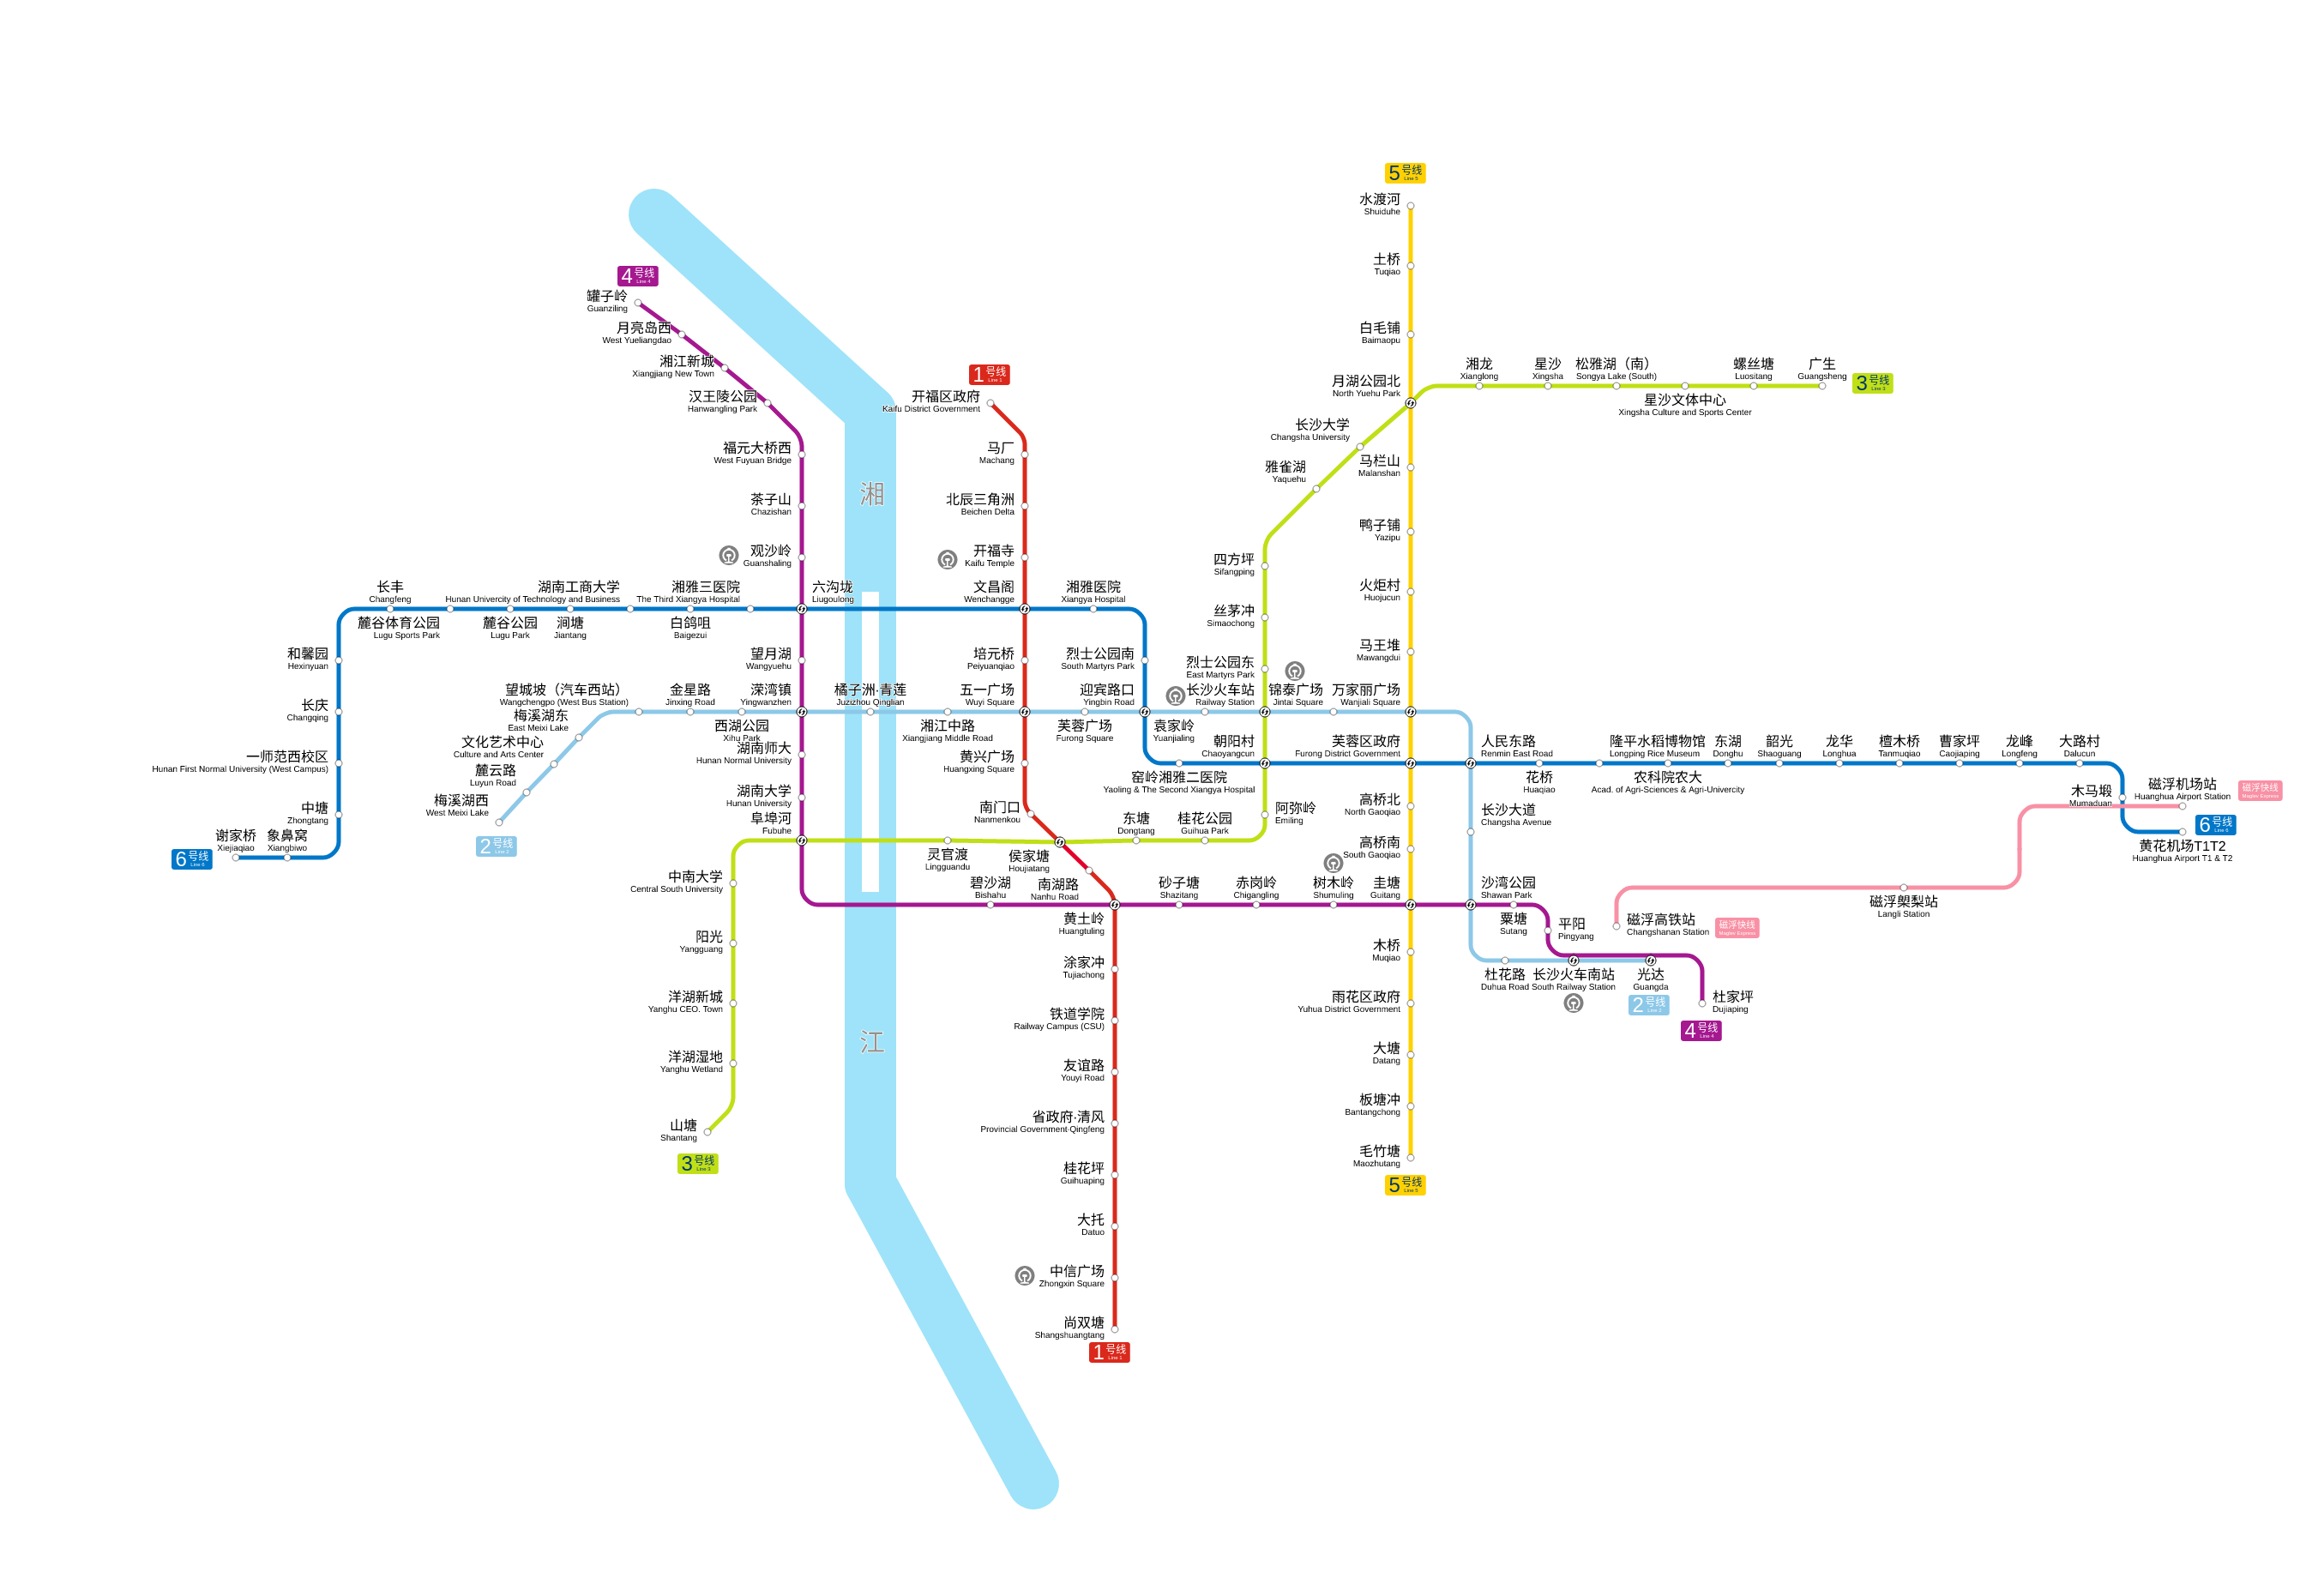 5号线
Line 5
水渡河
Shuiduhe
土桥
Tuqiao
白毛铺
Baimaopu
月湖公园北
North Yuehu Park
马栏山
Malanshan
鸭子铺
Yazipu
火炬村
Huojucun
马王堆
Mawangdui
万家丽广场
Wanjiali Square
芙蓉区政府
Furong District Government
高桥北
North Gaoqiao
高桥南
South Gaoqiao
圭塘
Guitang
木桥
Muqiao
雨花区政府
Yuhua District Government
大塘
Datang
板塘冲
Bantangchong
毛竹塘
Maozhutang
5号线
Line 5
4号线
Line 4
罐子岭
Guanziling
月亮岛西
West Yueliangdao
湘江新城
Xiangjiang New Town
汉王陵公园
Hanwangling Park
福元大桥西
West Fuyuan Bridge
茶子山
Chazishan
观沙岭
Guanshaling
六沟垅
Liugoulong
望月湖
Wangyuehu
溁湾镇
Yingwanzhen
湖南师大
Hunan Normal University
湖南大学
Hunan University
阜埠河
Fubuhe
碧沙湖
Bishahu
黄土岭
Huangtuling
砂子塘
Shazitang
赤岗岭
Chigangling
树木岭
Shumuling
沙湾公园
Shawan Park
粟塘
Sutang
平阳
Pingyang
长沙火车南站
South Railway Station
光达
Guangda
杜家坪
Dujiaping
4号线
Line 4
1号线
Line 1
开福区政府
Kaifu District Government
马厂
Machang
北辰三角洲
Beichen Delta
开福寺
Kaifu Temple
文昌阁
Wenchangge
培元桥
Peiyuanqiao
五一广场
Wuyi Square
黄兴广场
Huangxing Square
南门口
Nanmenkou
侯家塘
Houjiatang
南湖路
Nanhu Road
涂家冲
Tujiachong
铁道学院
Railway Campus (CSU)
友谊路
Youyi Road
省政府·清风
Provincial Government·Qingfeng
桂花坪
Guihuaping
大托
Datuo
中信广场
Zhongxin Square
尚双塘
Shangshuangtang
1号线
Line 1
3号线
Line 3
广生
Guangsheng
螺丝塘
Luositang
星沙文体中心
Xingsha Culture and Sports Center
松雅湖（南）
Songya Lake (South)
星沙
Xingsha
湘龙
Xianglong
长沙大学
Changsha University
雅雀湖
Yaquehu
四方坪
Sifangping
丝茅冲
Simaochong
烈士公园东
East Martyrs Park
长沙火车站
Railway Station
朝阳村
Chaoyangcun
阿弥岭
Emiling
桂花公园
Guihua Park
东塘
Dongtang
灵官渡
Lingguandu
中南大学
Central South University
阳光
Yangguang
洋湖新城
Yanghu CEO. Town
洋湖湿地
Yanghu Wetland
山塘
Shantang
3号线
Line 3
6号线
Line 6
谢家桥
Xiejiaqiao
象鼻窝
Xiangbiwo
中塘
Zhongtang
一师范西校区
Hunan First Normal University (West Campus)
长庆
Changqing
和馨园
Hexinyuan
长丰
Changfeng
麓谷体育公园
Lugu Sports Park
麓谷公园
Lugu Park
湖南工商大学
Hunan Univercity of Technology and Business
涧塘
Jiantang
湘雅三医院
The Third Xiangya Hospital
白鸽咀
Baigezui
湘雅医院
Xiangya Hospital
烈士公园南
South Martyrs Park
迎宾路口
Yingbin Road
窑岭湘雅二医院
Yaoling & The Second Xiangya Hospital
人民东路
Renmin East Road
花桥
Huaqiao
隆平水稻博物馆
Longping Rice Museum
农科院农大
Acad. of Agri-Sciences & Agri-Univercity
东湖
Donghu
韶光
Shaoguang
龙华
Longhua
檀木桥
Tanmuqiao
曹家坪
Caojiaping
龙峰
Longfeng
大路村
Dalucun
木马塅
Mumaduan
黄花机场T1T2
Huanghua Airport T1 & T2
6号线
Line 6
2号线
Line 2
梅溪湖西
West Meixi Lake
麓云路
Luyun Road
文化艺术中心
Culture and Arts Center
梅溪湖东
East Meixi Lake
望城坡（汽车西站）
Wangchengpo (West Bus Station)
金星路
Jinxing Road
西湖公园
Xihu Park
橘子洲·青莲
Juzizhou Qinglian
湘江中路
Xiangjiang Middle Road
芙蓉广场
Furong Square
袁家岭
Yuanjialing
锦泰广场
Jintai Square
长沙大道
Changsha Avenue
杜花路
Duhua Road
2号线
Line 2
磁浮快线
Maglev Express
磁浮机场站
Huanghua Airport Station
磁浮㮾梨站
Langli Station
磁浮高铁站
Changshanan Station
磁浮快线
Maglev Express
湘
江